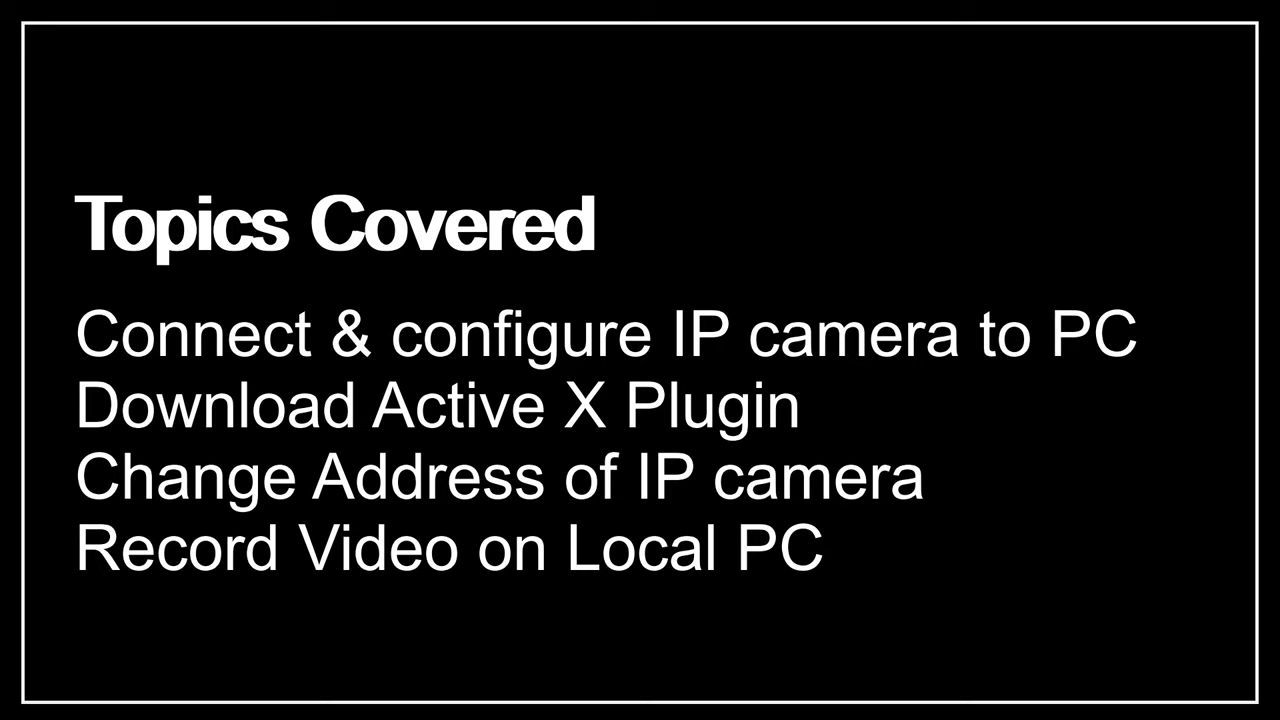 Topics Covered
Connect & configure IP camera to PC
Download Active X Plugin
Change Address of IP camera
Record Video on Local PC